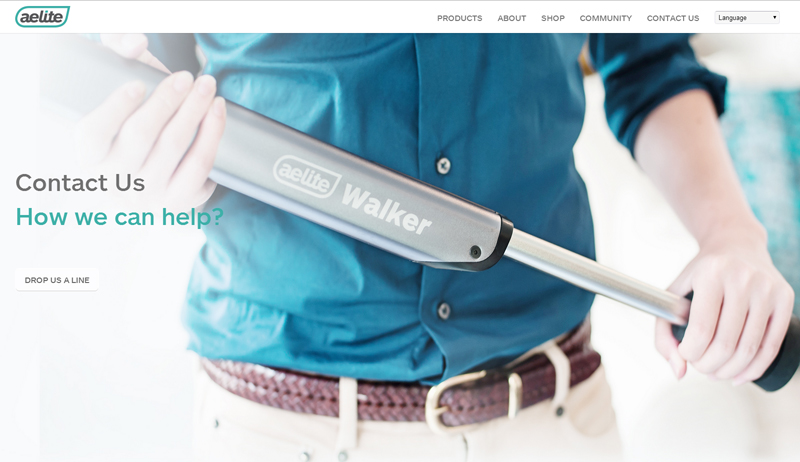 aelite
PRODUCTS ABOUT SHOP COMMUNITY CONTACT US Language
aelite Walker
Contact Us
How we can help?
DROP US A LINE